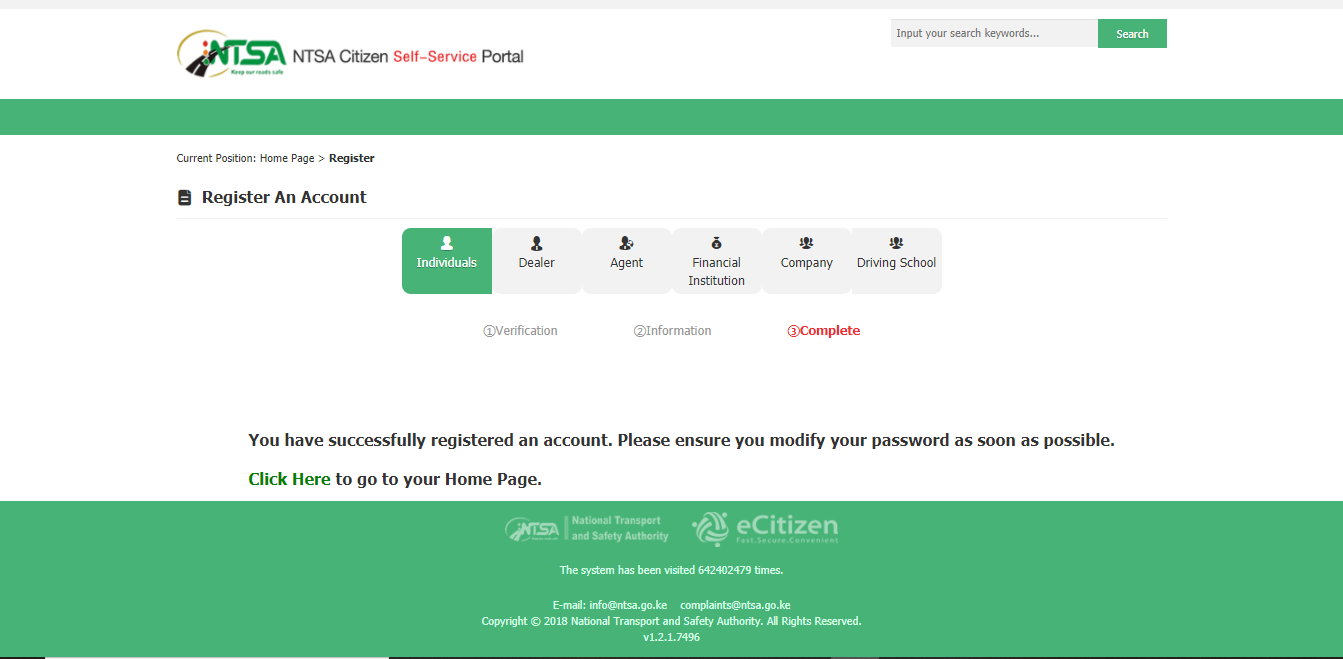 NTSA
Keep our roads safe
NTSA Citizen Self-Service Portal
Input your search keywords...
Search
Current Position: Home Page > Register
Register An Account
Individuals
Dealer
Agent
Financial
Institution
Company
Driving School
①Verification
②Information
③Complete
You have successfully registered an account. Please ensure you modify your password as soon as possible.
Click Here to go to your Home Page.
NTSA
National Transport
and Safety Authority
eCitizen
Fast.Secure.Convenient
The system has been visited 642402479 times.
E-mail: info@ntsa.go.ke complaints@ntsa.go.ke
Copyright © 2018 National Transport and Safety Authority. All Rights Reserved.
v1.2.1.7496